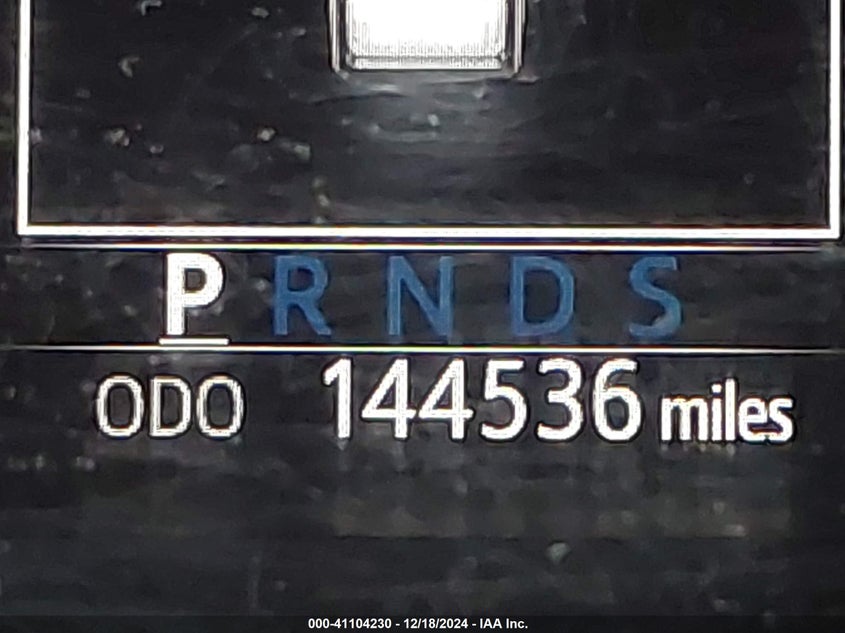 P R N D S
ODO 144536 miles
000-41104230 - 12/18/2024 - IAA Inc.